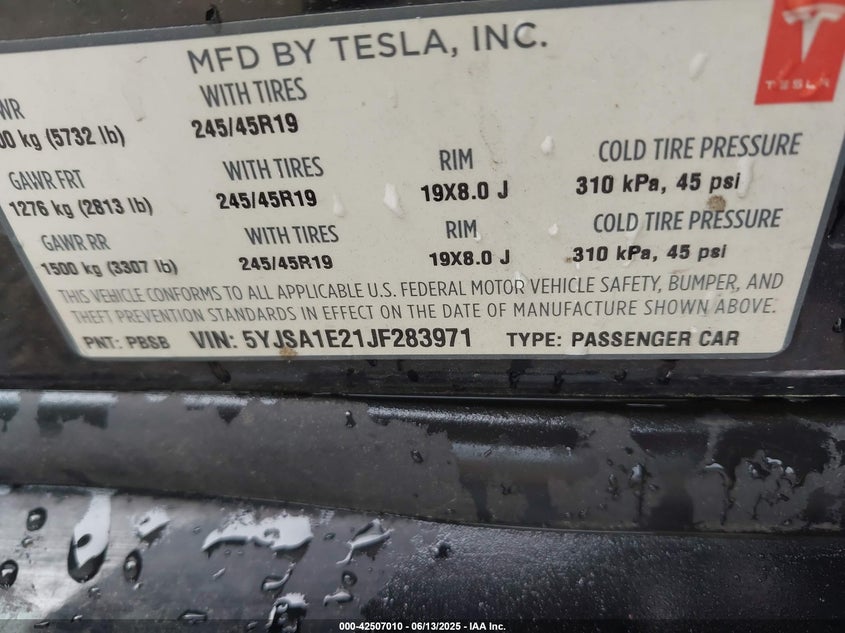 MFD BY TESLA, INC.
TESLA
WR WITH TIRES
00 kg (5732 lb) 245/45R19
GAWR FRT WITH TIRES RIM COLD TIRE PRESSURE
1276 kg (2813 lb) 245/45R19 19X8.0 J 310 kPa, 45 psi
GAWR RR WITH TIRES RIM COLD TIRE PRESSURE
1500 kg (3307 lb) 245/45R19 19X8.0 J 310 kPa, 45 psi
THIS VEHICLE CONFORMS TO ALL APPLICABLE U.S. FEDERAL MOTOR VEHICLE SAFETY, BUMPER, AND
THEFT PREVENTION STANDARDS IN EFFECT ON THE DATE OF MANUFACTURE SHOWN ABOVE.
PNT: PBSB VIN: 5YJSA1E21JF283971 TYPE: PASSENGER CAR
000-42507010 - 06/13/2025 - IAA Inc.